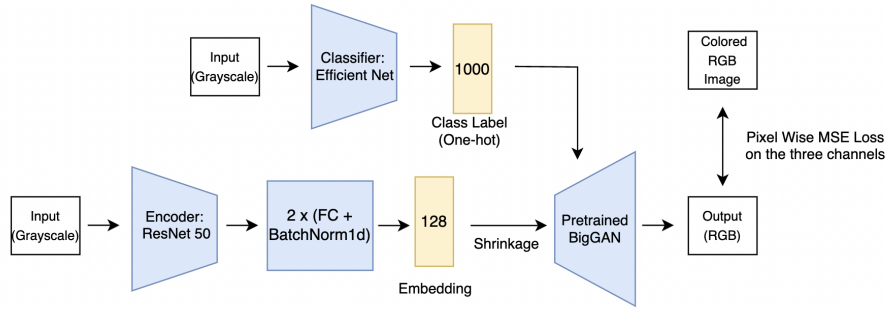 Input
(Grayscale)
Classifier:
Efficient Net
1000
Class Label
(One-hot)
Colored
RGB
Image
Pixel Wise MSE Loss
on the three channels
Input
(Grayscale)
Encoder:
ResNet 50
2 x (FC +
BatchNorm1d)
128
Embedding
Shrinkage
Pretrained
BigGAN
Output
(RGB)